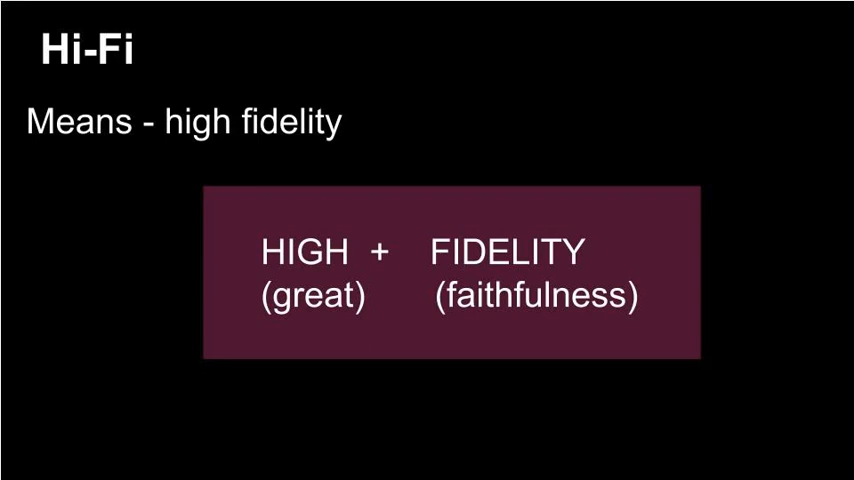 Hi-Fi
Means - high fidelity
HIGH + FIDELITY
(great) (faithfulness)